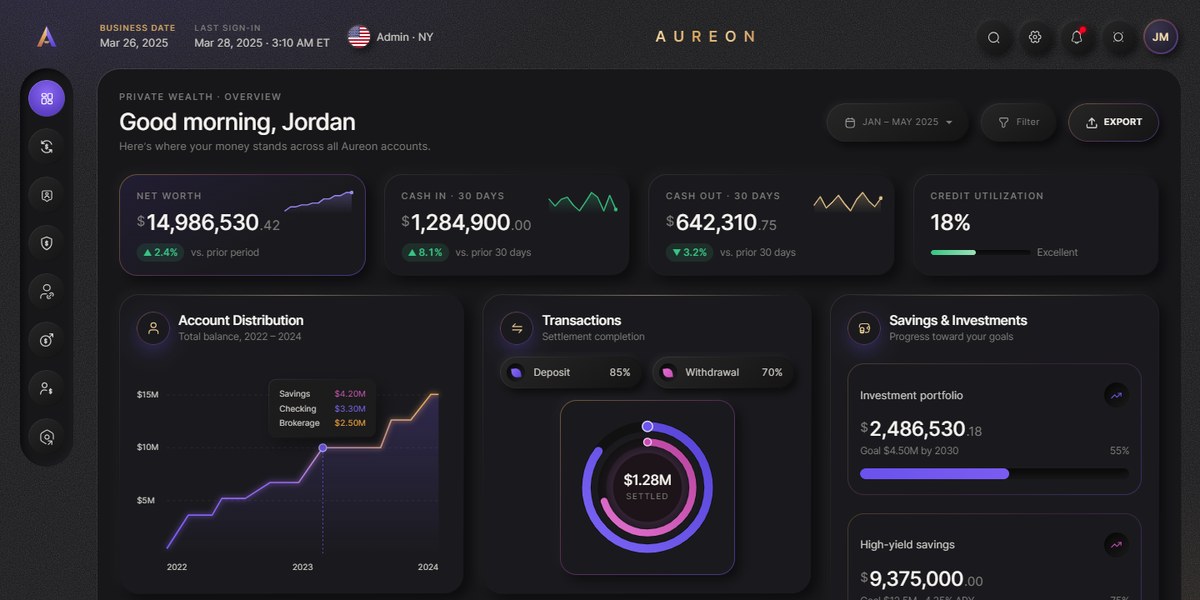 BUSINESS DATE
Mar 26, 2025
LAST SIGN-IN
Mar 28, 2025 · 3:10 AM ET
Admin · NY
AUREON
JM
PRIVATE WEALTH · OVERVIEW
Good morning, Jordan
Here's where your money stands across all Aureon accounts.
JAN – MAY 2025
Filter
EXPORT
NET WORTH
$14,986,530.42
▲ 2.4% vs. prior period
CASH IN · 30 DAYS
$1,284,900.00
▲ 8.1% vs. prior 30 days
CASH OUT · 30 DAYS
$642,310.75
▼ 3.2% vs. prior 30 days
CREDIT UTILIZATION
18%
Excellent
Account Distribution
Total balance, 2022 – 2024
$15M
$10M
$5M
Savings $4.20M
Checking $3.30M
Brokerage $2.50M
2022 2023 2024
Transactions
Settlement completion
Deposit 85%
Withdrawal 70%
$1.28M
SETTLED
Savings & Investments
Progress toward your goals
Investment portfolio
$2,486,530.18
Goal $4.50M by 2030 55%
High-yield savings
$9,375,000.00
Goal $12.5M · 4.35% APY 75%